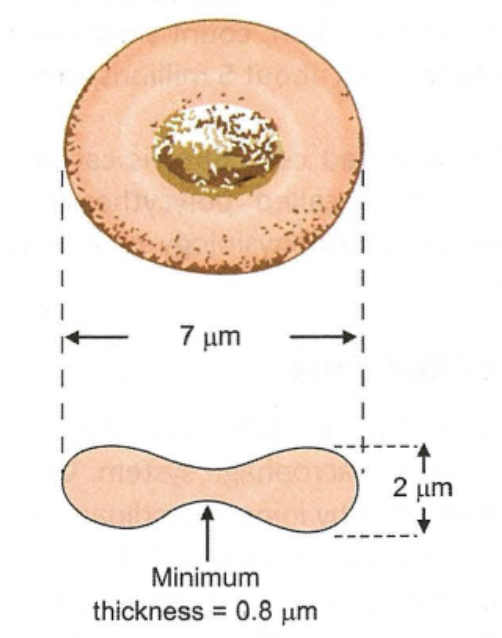 7 μm
2 μm
Minimum
thickness = 0.8 μm